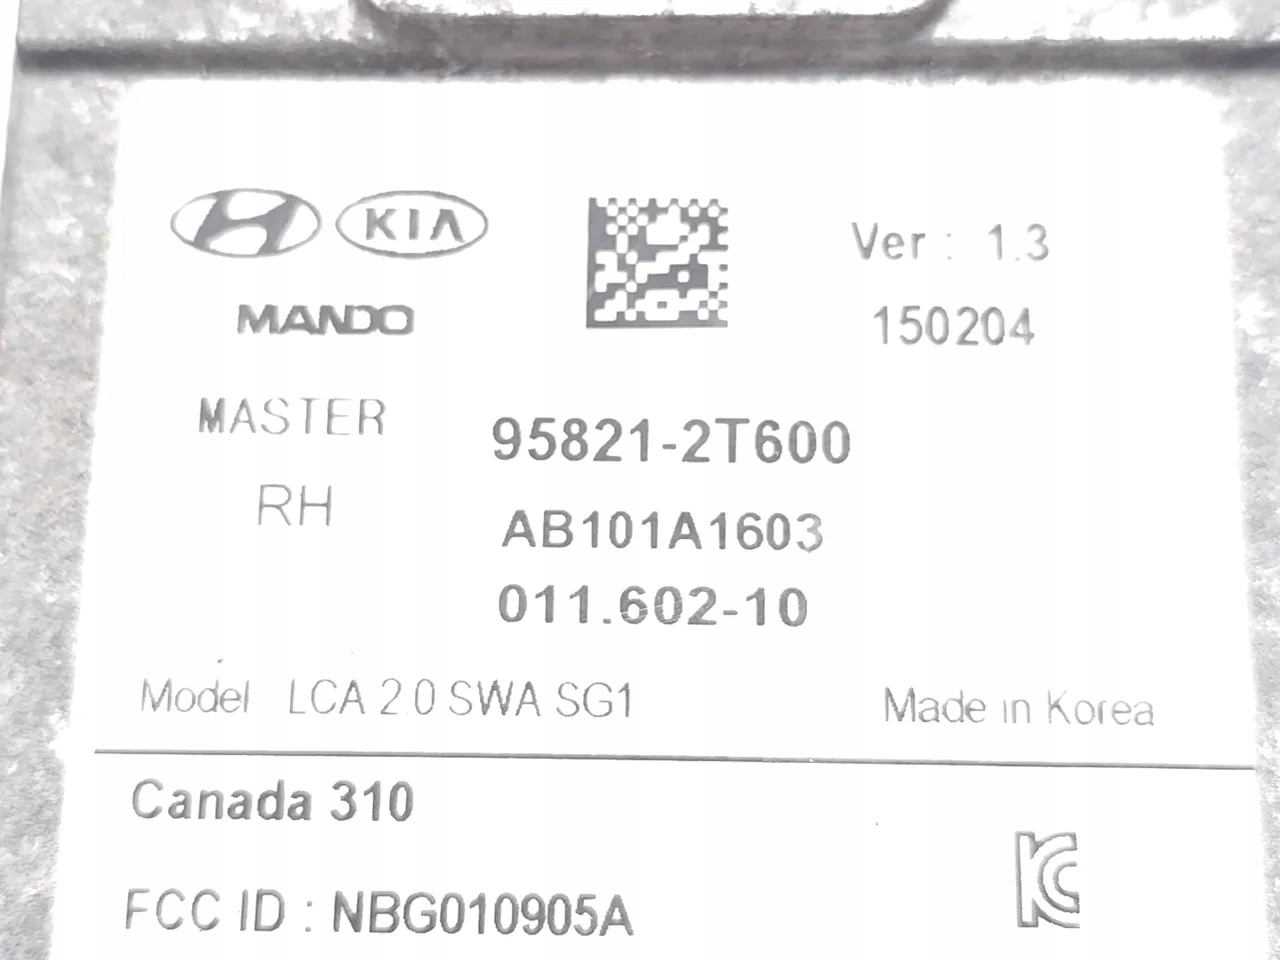 KIA
MANDO
Ver : 1.3
150204
MASTER
RH
95821-2T600
AB101A1603
011.602-10
Model LCA 2.0 SWA SG1
Made in Korea
Canada 310
FCC ID : NBG010905A